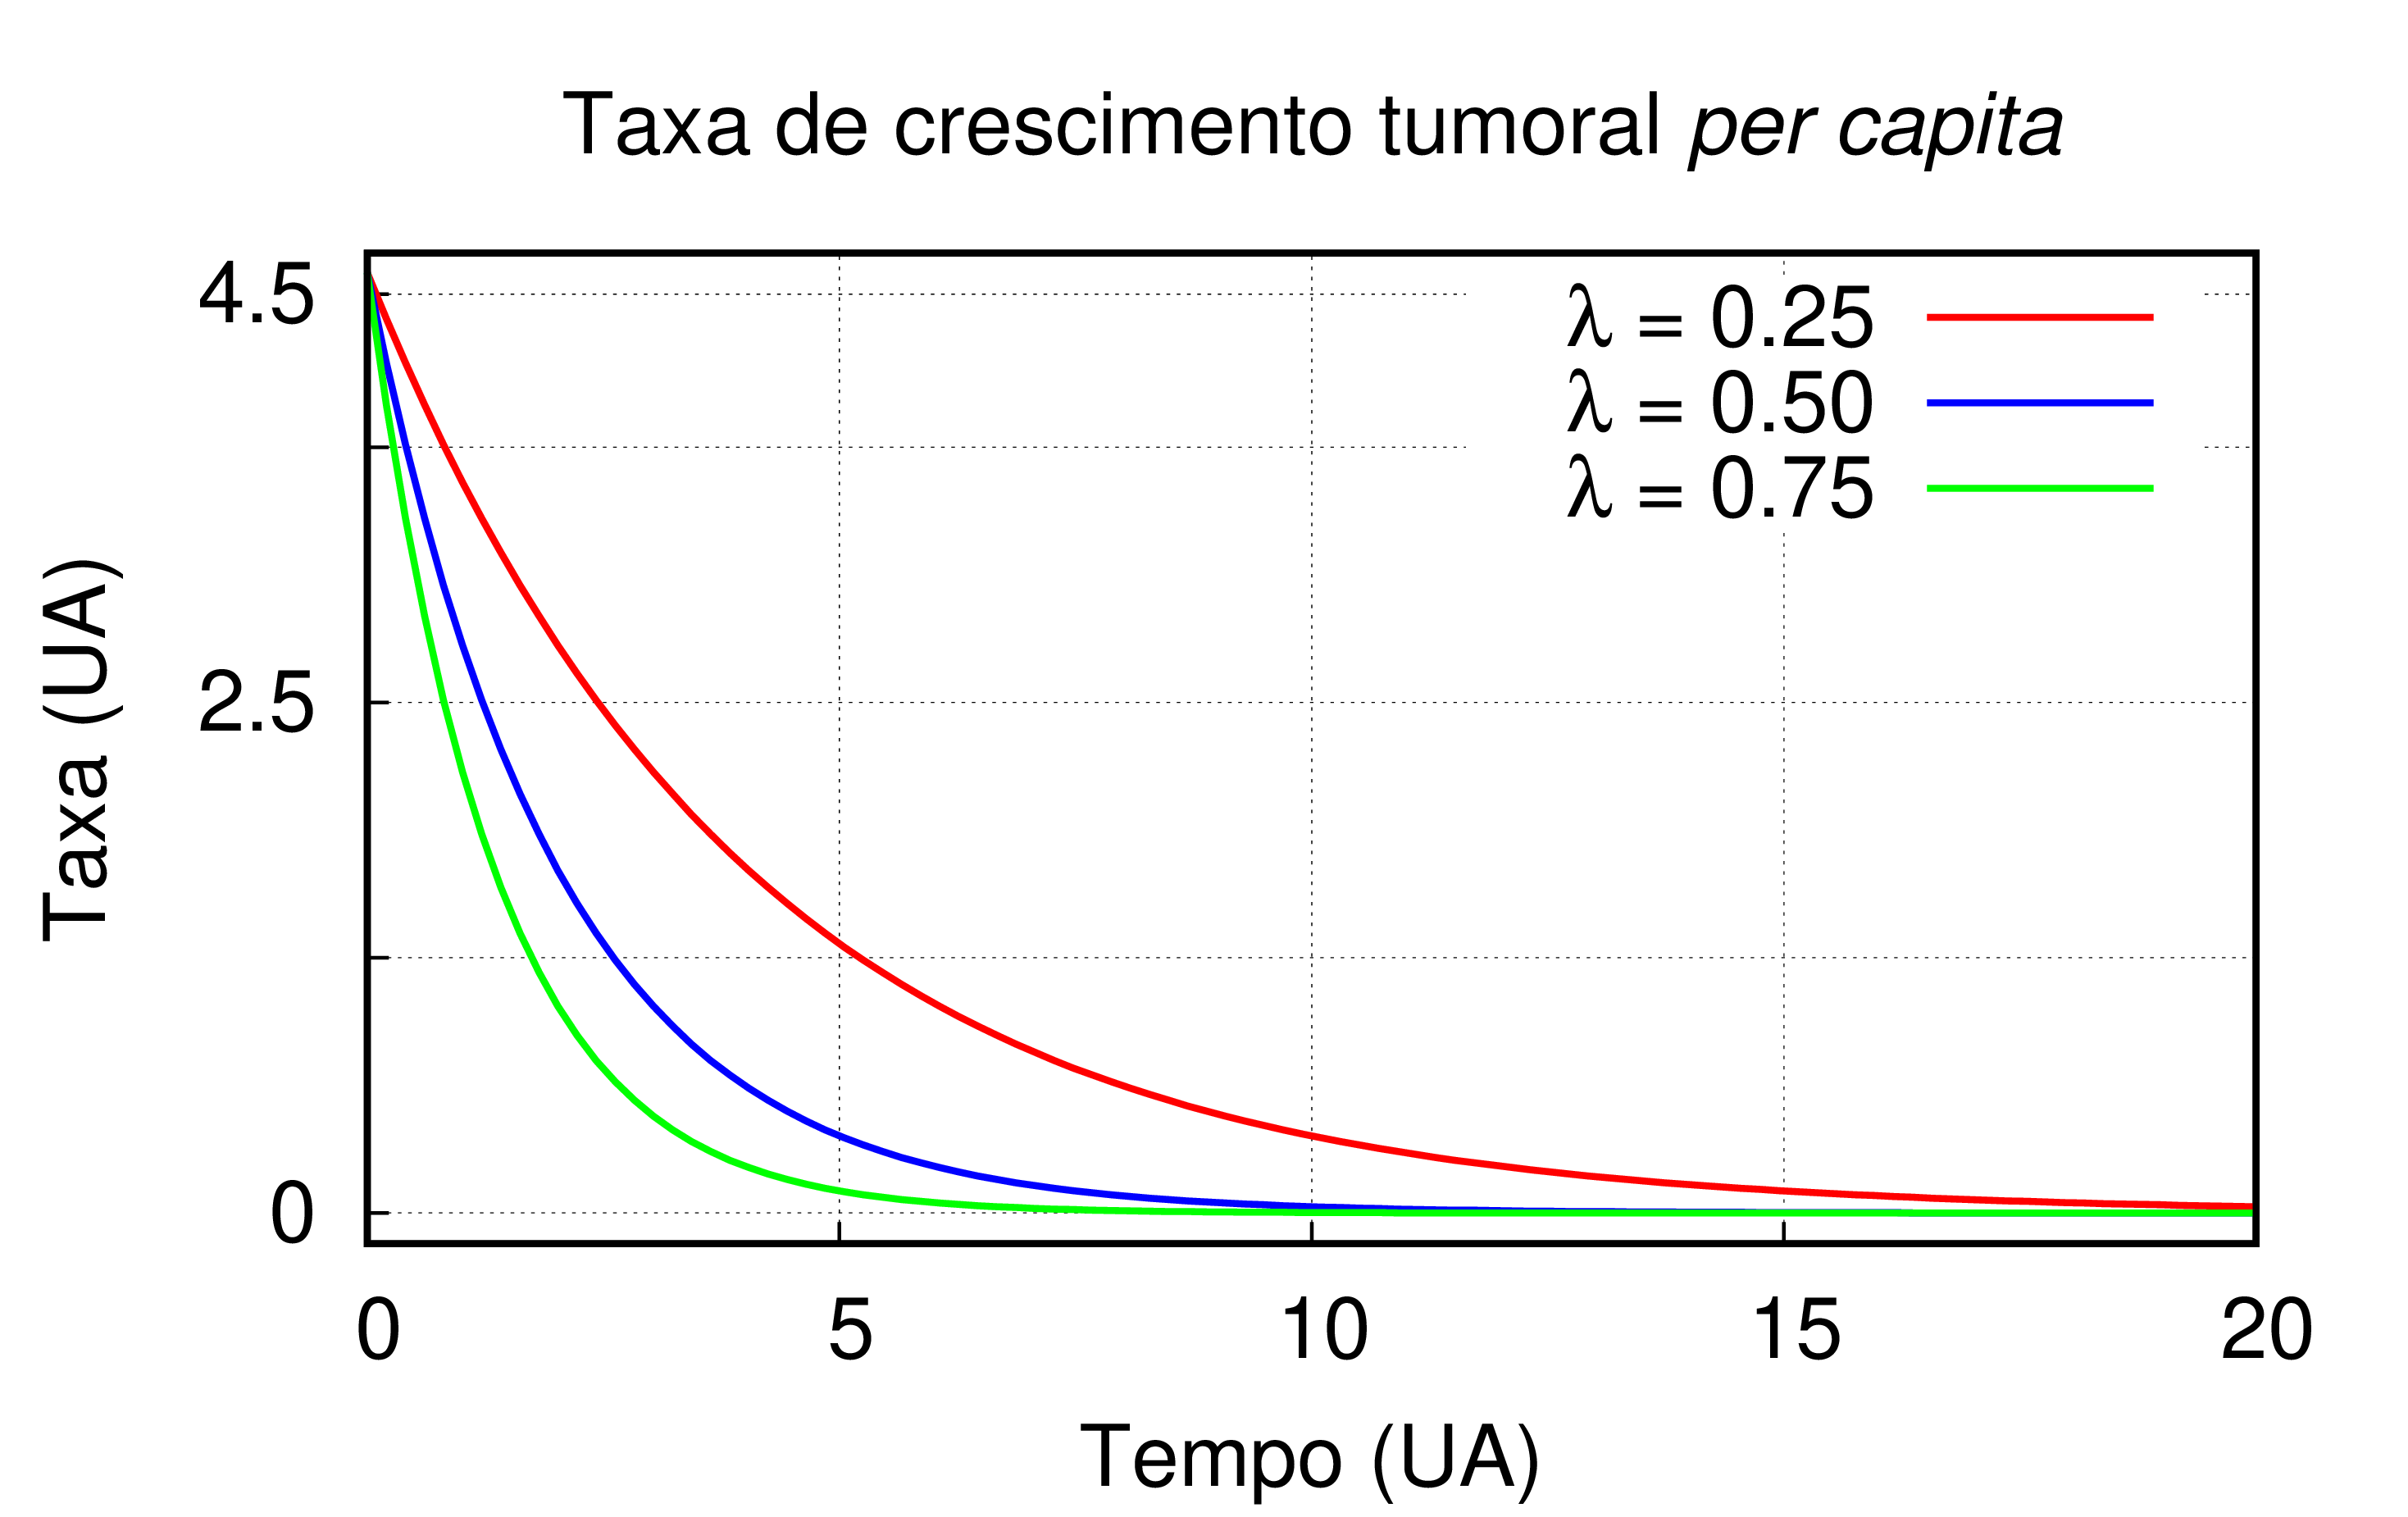 Taxa de crescimento tumoral per capita
4.5
2.5
0
Taxa (UA)
λ = 0.25
λ = 0.50
λ = 0.75
0 5 10 15 20
Tempo (UA)